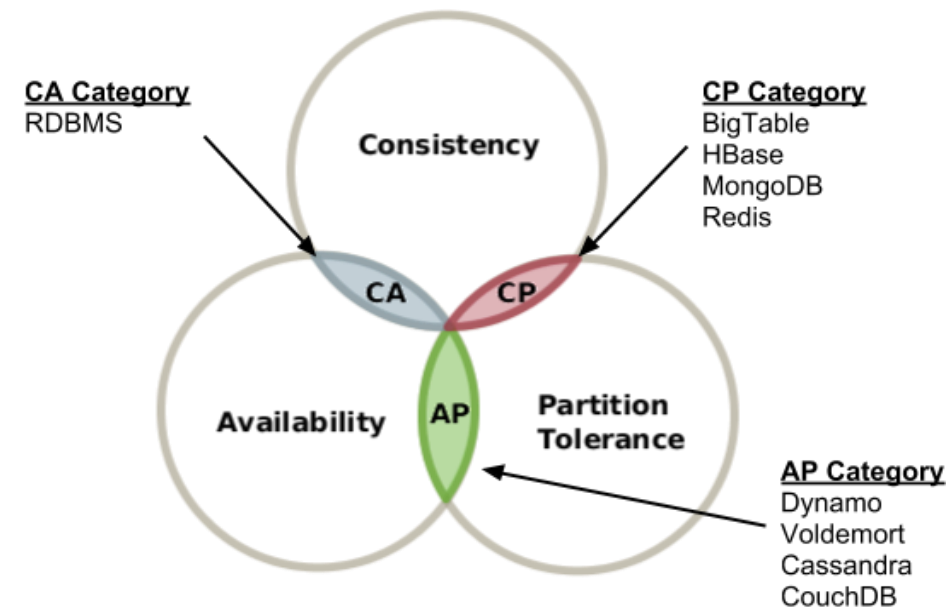 CA Category
RDBMS
CP Category
BigTable
HBase
MongoDB
Redis
Consistency
CA
CP
Availability
AP
Partition
Tolerance
AP Category
Dynamo
Voldemort
Cassandra
CouchDB